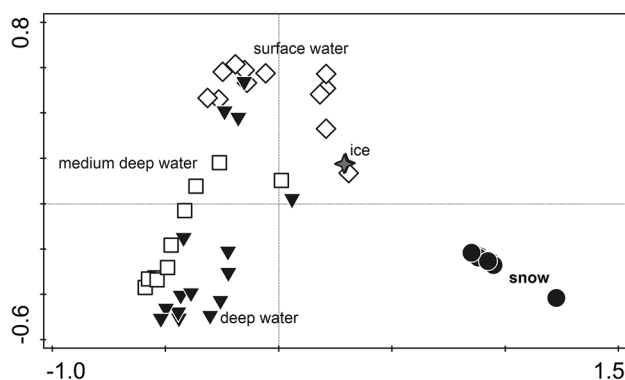 0.8
surface water
ice
medium deep water
snow
deep water
-0.6
-1.0
1.5